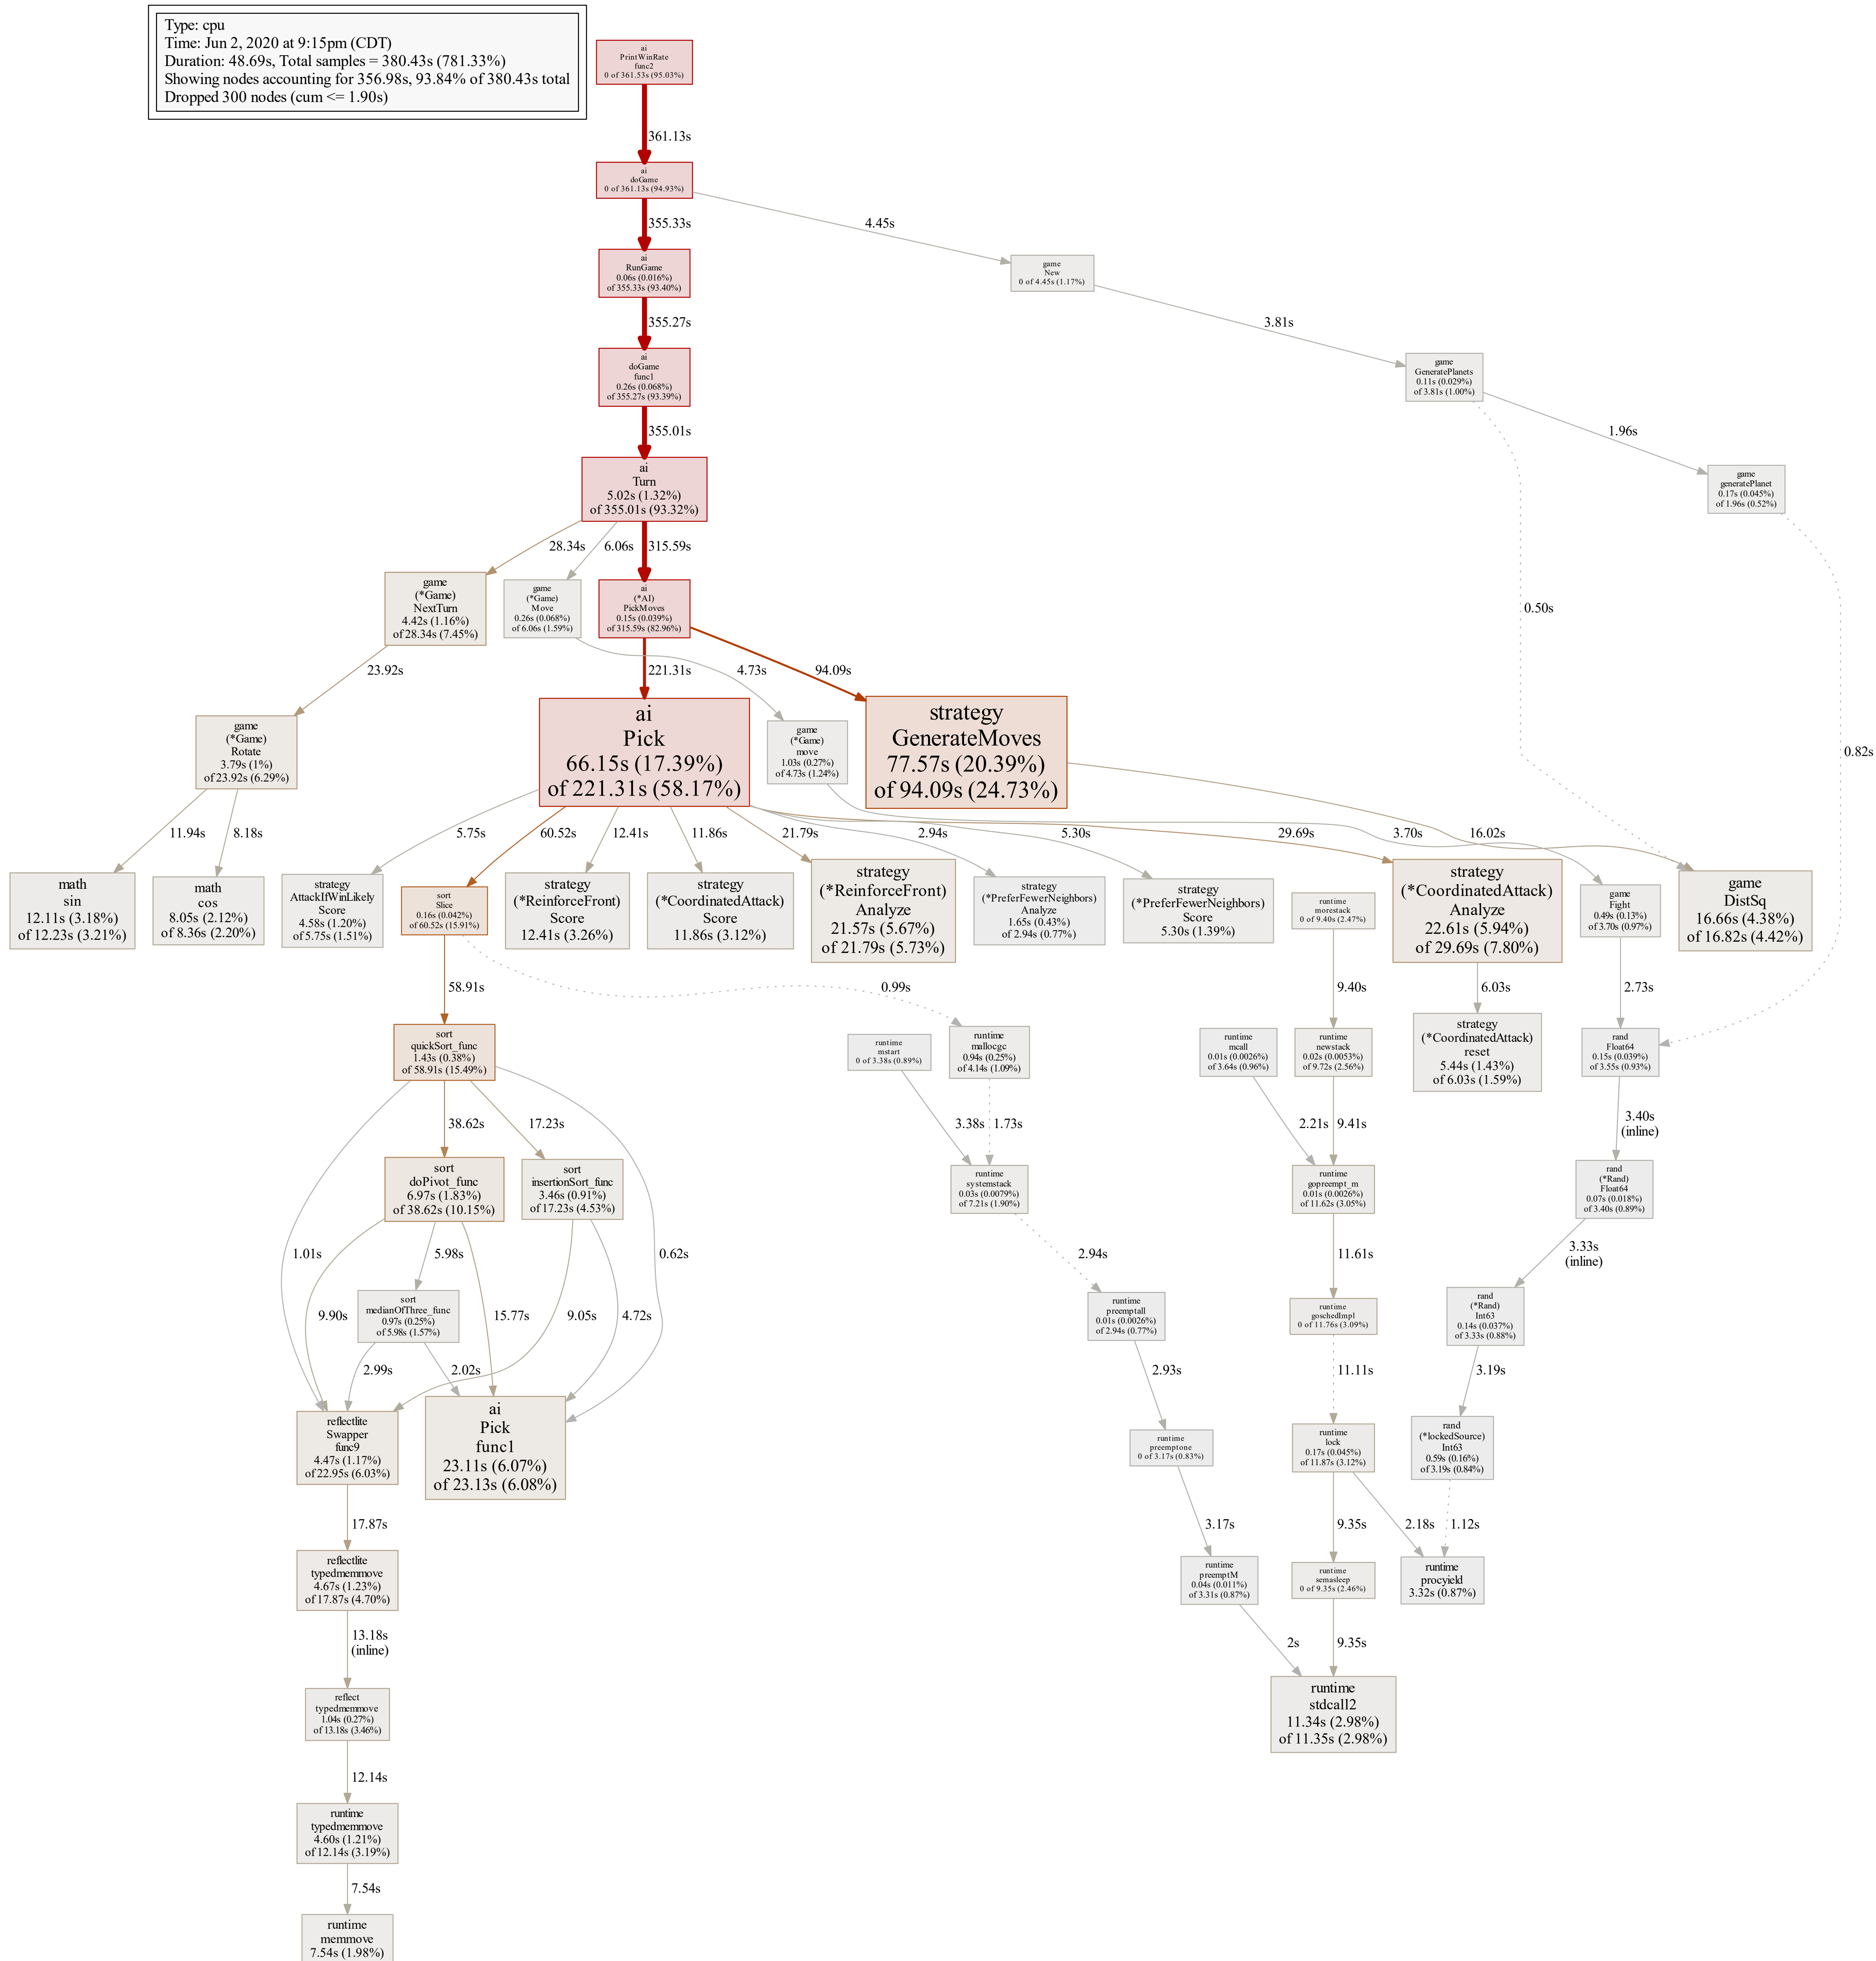 Type: cpu
Time: Jun 2, 2020 at 9:15pm (CDT)
Duration: 48.69s, Total samples = 380.43s (781.33%)
Showing nodes accounting for 356.98s, 93.84% of 380.43s total
Dropped 300 nodes (cum <= 1.90s)
ai
PrintWinRate
func2
0 of 361.53s (95.03%)
361.13s
ai
doGame
0 of 361.13s (94.93%)
355.33s
4.45s
ai
RunGame
0.06s (0.016%)
of 355.33s (93.40%)
game
New
0 of 4.45s (1.17%)
355.27s
3.81s
ai
doGame
func1
0.26s (0.068%)
of 355.27s (93.39%)
game
GeneratePlanets
0.11s (0.029%)
of 3.81s (1.00%)
355.01s
1.96s
ai
Turn
5.02s (1.32%)
of 355.01s (93.32%)
game
generatePlanet
0.17s (0.045%)
of 1.96s (0.52%)
28.34s
6.06s
315.59s
0.50s
game
(*Game)
NextTurn
4.42s (1.16%)
of 28.34s (7.45%)
game
(*Game)
Move
0.26s (0.068%)
of 6.06s (1.59%)
ai
(*AI)
PickMoves
0.15s (0.039%)
of 315.59s (82.96%)
23.92s
221.31s
4.73s
94.09s
game
(*Game)
Rotate
3.79s (1%)
of 23.92s (6.29%)
ai
Pick
66.15s (17.39%)
of 221.31s (58.17%)
game
(*Game)
move
1.03s (0.27%)
of 4.73s (1.24%)
strategy
GenerateMoves
77.57s (20.39%)
of 94.09s (24.73%)
0.82s
11.94s
8.18s
5.75s
60.52s
12.41s
11.86s
21.79s
2.94s
5.30s
29.69s
3.70s
16.02s
math
sin
12.11s (3.18%)
of 12.23s (3.21%)
math
cos
8.05s (2.12%)
of 8.36s (2.20%)
strategy
AttackIfWinLikely
Score
4.58s (1.20%)
of 5.75s (1.51%)
sort
Slice
0.16s (0.042%)
of 60.52s (15.91%)
strategy
(*ReinforceFront)
Score
12.41s (3.26%)
strategy
(*CoordinatedAttack)
Score
11.86s (3.12%)
strategy
(*ReinforceFront)
Analyze
21.57s (5.67%)
of 21.79s (5.73%)
strategy
(*PreferFewerNeighbors)
Analyze
1.65s (0.43%)
of 2.94s (0.77%)
strategy
(*PreferFewerNeighbors)
Score
5.30s (1.39%)
runtime
morestack
0 of 9.40s (2.47%)
strategy
(*CoordinatedAttack)
Analyze
22.61s (5.94%)
of 29.69s (7.80%)
game
Fight
0.49s (0.13%)
of 3.70s (0.97%)
game
DistSq
16.66s (4.38%)
of 16.82s (4.42%)
58.91s
0.99s
9.40s
6.03s
2.73s
sort
quickSort_func
1.43s (0.38%)
of 58.91s (15.49%)
runtime
mstart
0 of 3.38s (0.89%)
runtime
mallocgc
0.94s (0.25%)
of 4.14s (1.09%)
runtime
mcall
0.01s (0.0026%)
of 3.64s (0.96%)
runtime
newstack
0.02s (0.0053%)
of 9.72s (2.56%)
strategy
(*CoordinatedAttack)
reset
5.44s (1.43%)
of 6.03s (1.59%)
rand
Float64
0.15s (0.039%)
of 3.55s (0.93%)
38.62s
17.23s
3.38s
1.73s
2.21s
9.41s
3.40s
(inline)
sort
doPivot_func
6.97s (1.83%)
of 38.62s (10.15%)
sort
insertionSort_func
3.46s (0.91%)
of 17.23s (4.53%)
runtime
systemstack
0.03s (0.0079%)
of 7.21s (1.90%)
runtime
gopreempt_m
0.01s (0.0026%)
of 11.62s (3.05%)
rand
(*Rand)
Float64
0.07s (0.018%)
of 3.40s (0.89%)
1.01s
5.98s
0.62s
2.94s
11.61s
3.33s
(inline)
sort
medianOfThree_func
0.97s (0.25%)
of 5.98s (1.57%)
9.90s
15.77s
9.05s
4.72s
runtime
preemptall
0.01s (0.0026%)
of 2.94s (0.77%)
runtime
goschedImpl
0 of 11.76s (3.09%)
rand
(*Rand)
Int63
0.14s (0.037%)
of 3.33s (0.88%)
2.99s
2.02s
2.93s
11.11s
3.19s
reflectlite
Swapper
func9
4.47s (1.17%)
of 22.95s (6.03%)
ai
Pick
func1
23.11s (6.07%)
of 23.13s (6.08%)
runtime
preemptone
0 of 3.17s (0.83%)
runtime
lock
0.17s (0.045%)
of 11.87s (3.12%)
rand
(*lockedSource)
Int63
0.59s (0.16%)
of 3.19s (0.84%)
17.87s
3.17s
9.35s
2.18s
1.12s
reflectlite
typedmemmove
4.67s (1.23%)
of 17.87s (4.70%)
runtime
preemptM
0.04s (0.011%)
of 3.31s (0.87%)
runtime
semasleep
0 of 9.35s (2.46%)
runtime
procyield
3.32s (0.87%)
13.18s
(inline)
2s
9.35s
reflect
typedmemmove
1.04s (0.27%)
of 13.18s (3.46%)
runtime
stdcall2
11.34s (2.98%)
of 11.35s (2.98%)
12.14s
runtime
typedmemmove
4.60s (1.21%)
of 12.14s (3.19%)
7.54s
runtime
memmove
7.54s (1.98%)